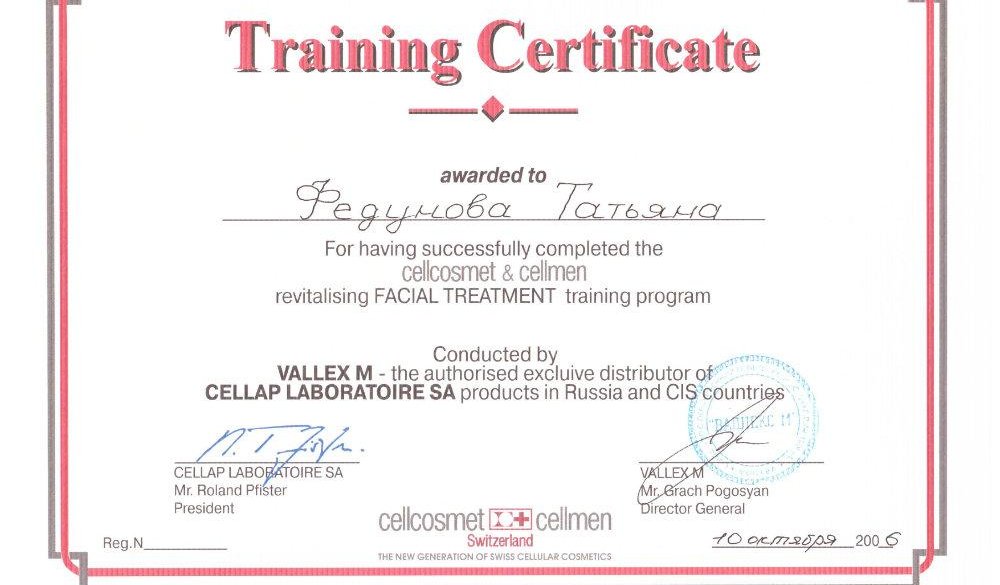 Training Certificate
awarded to
Федунова Татьяна
For having successfully completed the
cellcosmet & cellmen
revitalising FACIAL TREATMENT training program
Conducted by
VALLEX M - the authorised excluive distributor of
CELLAP LABORATOIRE SA products in Russia and CIS countries
"ВАЛЛЕКС М"
CELLAP LABORATOIRE SA
Mr. Roland Pfister
President
VALLEX M
Mr. Grach Pogosyan
Director General
cellcosmet cellmen
Switzerland
THE NEW GENERATION OF SWISS CELLULAR COSMETICS
Reg.N
10 октября 2006